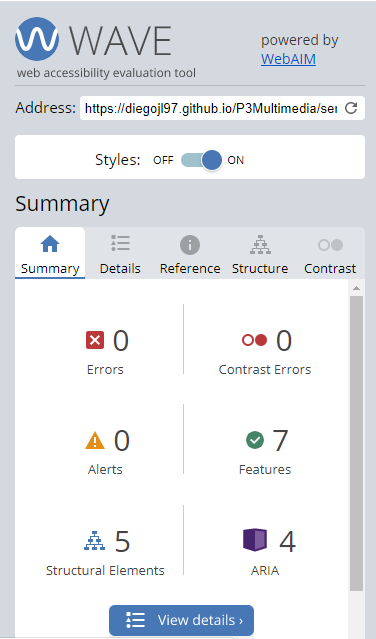 WAVE
web accessibility evaluation tool
powered by
WebAIM
Address: https://diegojl97.github.io/P3Multimedia/ser
Styles: OFF ON
Summary
Summary Details Reference Structure Contrast
0 0
Errors Contrast Errors
0 7
Alerts Features
5 4
Structural Elements ARIA
View details ›